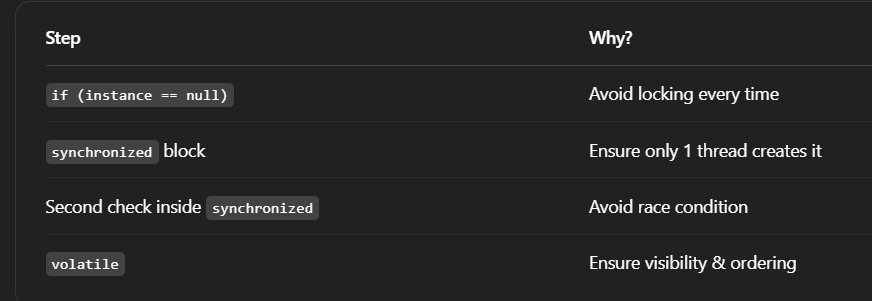 Step Why?
if (instance == null) Avoid locking every time
synchronized block Ensure only 1 thread creates it
Second check inside synchronized Avoid race condition
volatile Ensure visibility & ordering